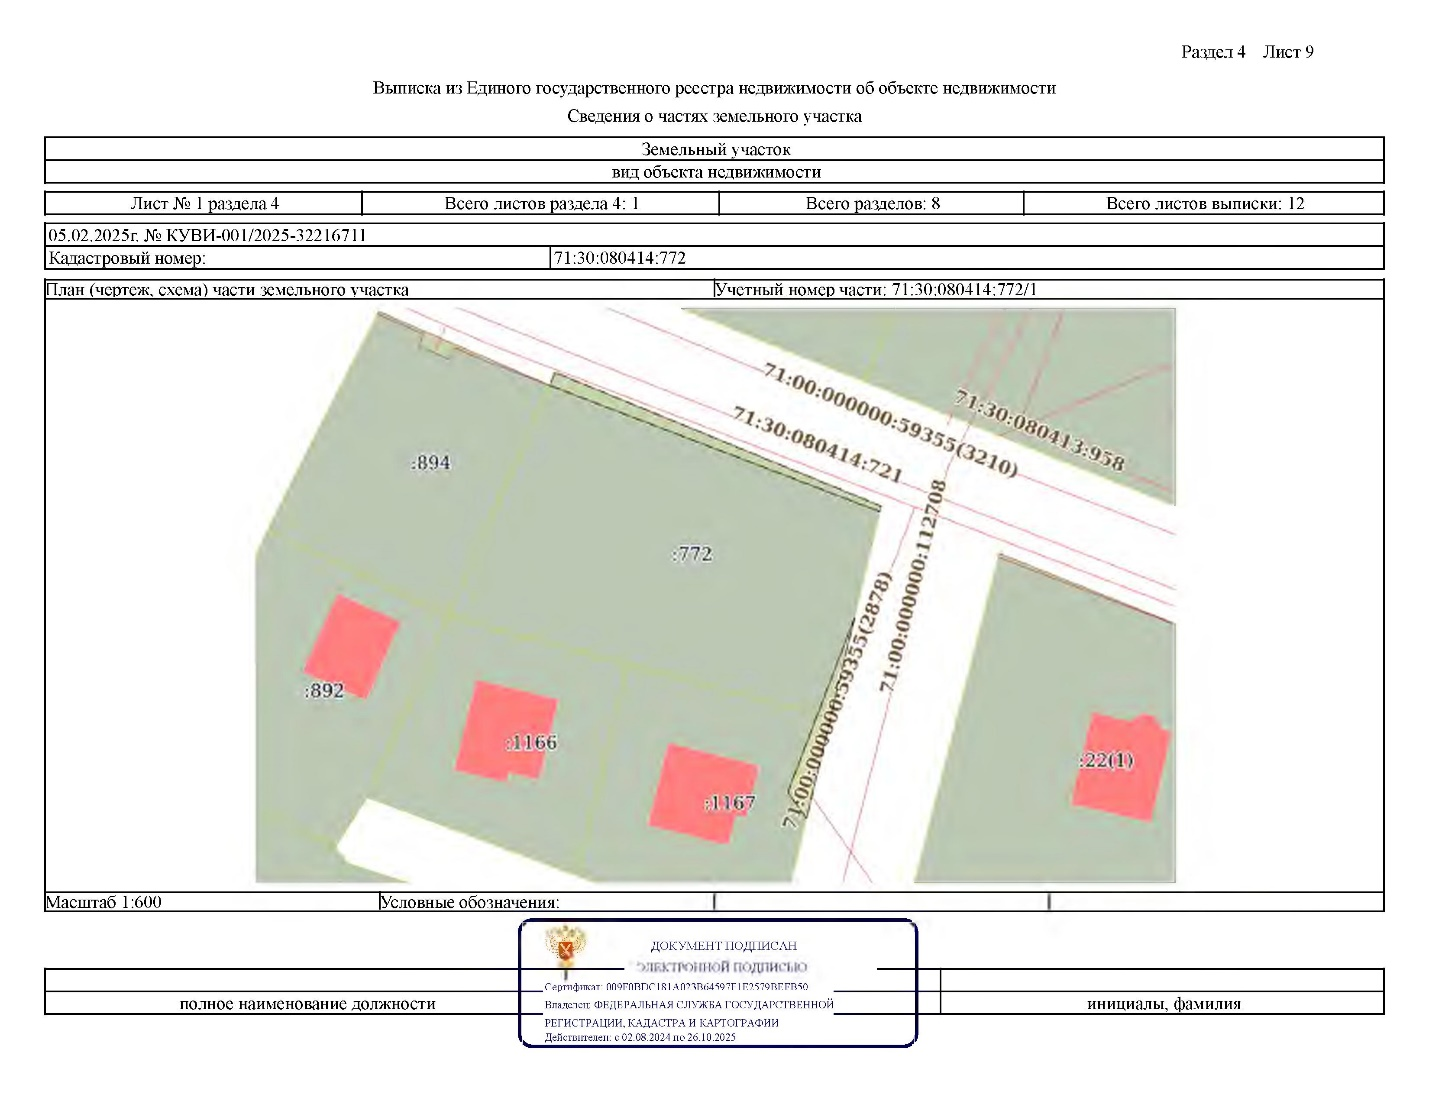 Раздел 4 Лист 9
Выписка из Единого государственного реестра недвижимости об объекте недвижимости
Сведения о частях земельного участка
Земельный участок
вид объекта недвижимости
Лист № 1 раздела 4 Всего листов раздела 4: 1 Всего разделов: 8 Всего листов выписки: 12
05.02.2025г. № КУВИ-001/2025-32216711
Кадастровый номер: 71:30:080414:772
План (чертеж, схема) части земельного участка Учетный номер части: 71:30:080414:772/1
71:00:000000:59355(3210)
71:30:080413:958
71:30:080414:721
:894
71:00:000000:112708
:772
71:00:000000:59355(2878)
:892
:1166
:22(1)
:1167
Масштаб 1:600 Условные обозначения:
ДОКУМЕНТ ПОДПИСАН
ЭЛЕКТРОННОЙ ПОДПИСЬЮ
Сертификат: 009F0BDC181A023B64597F1E2579BEFB50
Владелец: ФЕДЕРАЛЬНАЯ СЛУЖБА ГОСУДАРСТВЕННОЙ
РЕГИСТРАЦИИ, КАДАСТРА И КАРТОГРАФИИ
Действителен: с 02.08.2024 по 26.10.2025
полное наименование должности инициалы, фамилия